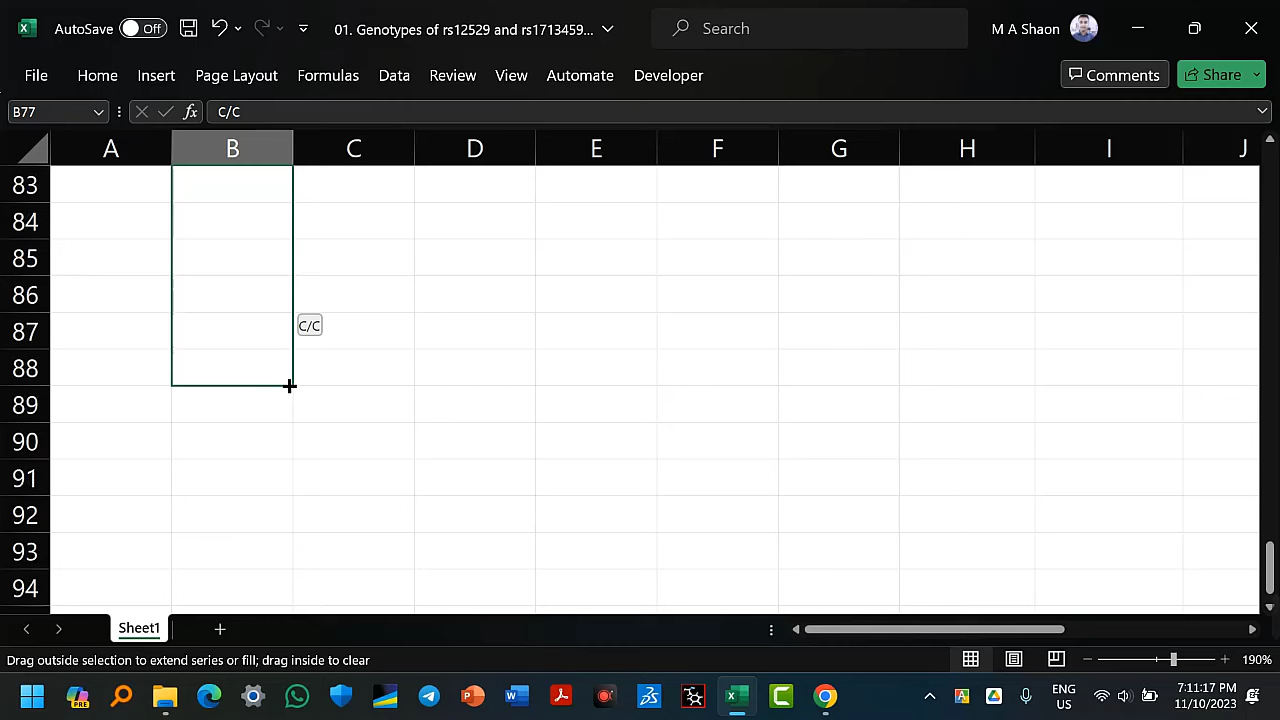 AutoSave Off 01. Genotypes of rs12529 and rs1713459... Search M A Shaon
File Home Insert Page Layout Formulas Data Review View Automate Developer Comments Share
B77 fx C/C
A B C D E F G H I J
83
84
85
86
87 C/C
88
89
90
91
92
93
94
Sheet1
Drag outside selection to extend series or fill; drag inside to clear 190%
PRE ENG 7:11:17 PM
US 11/10/2023